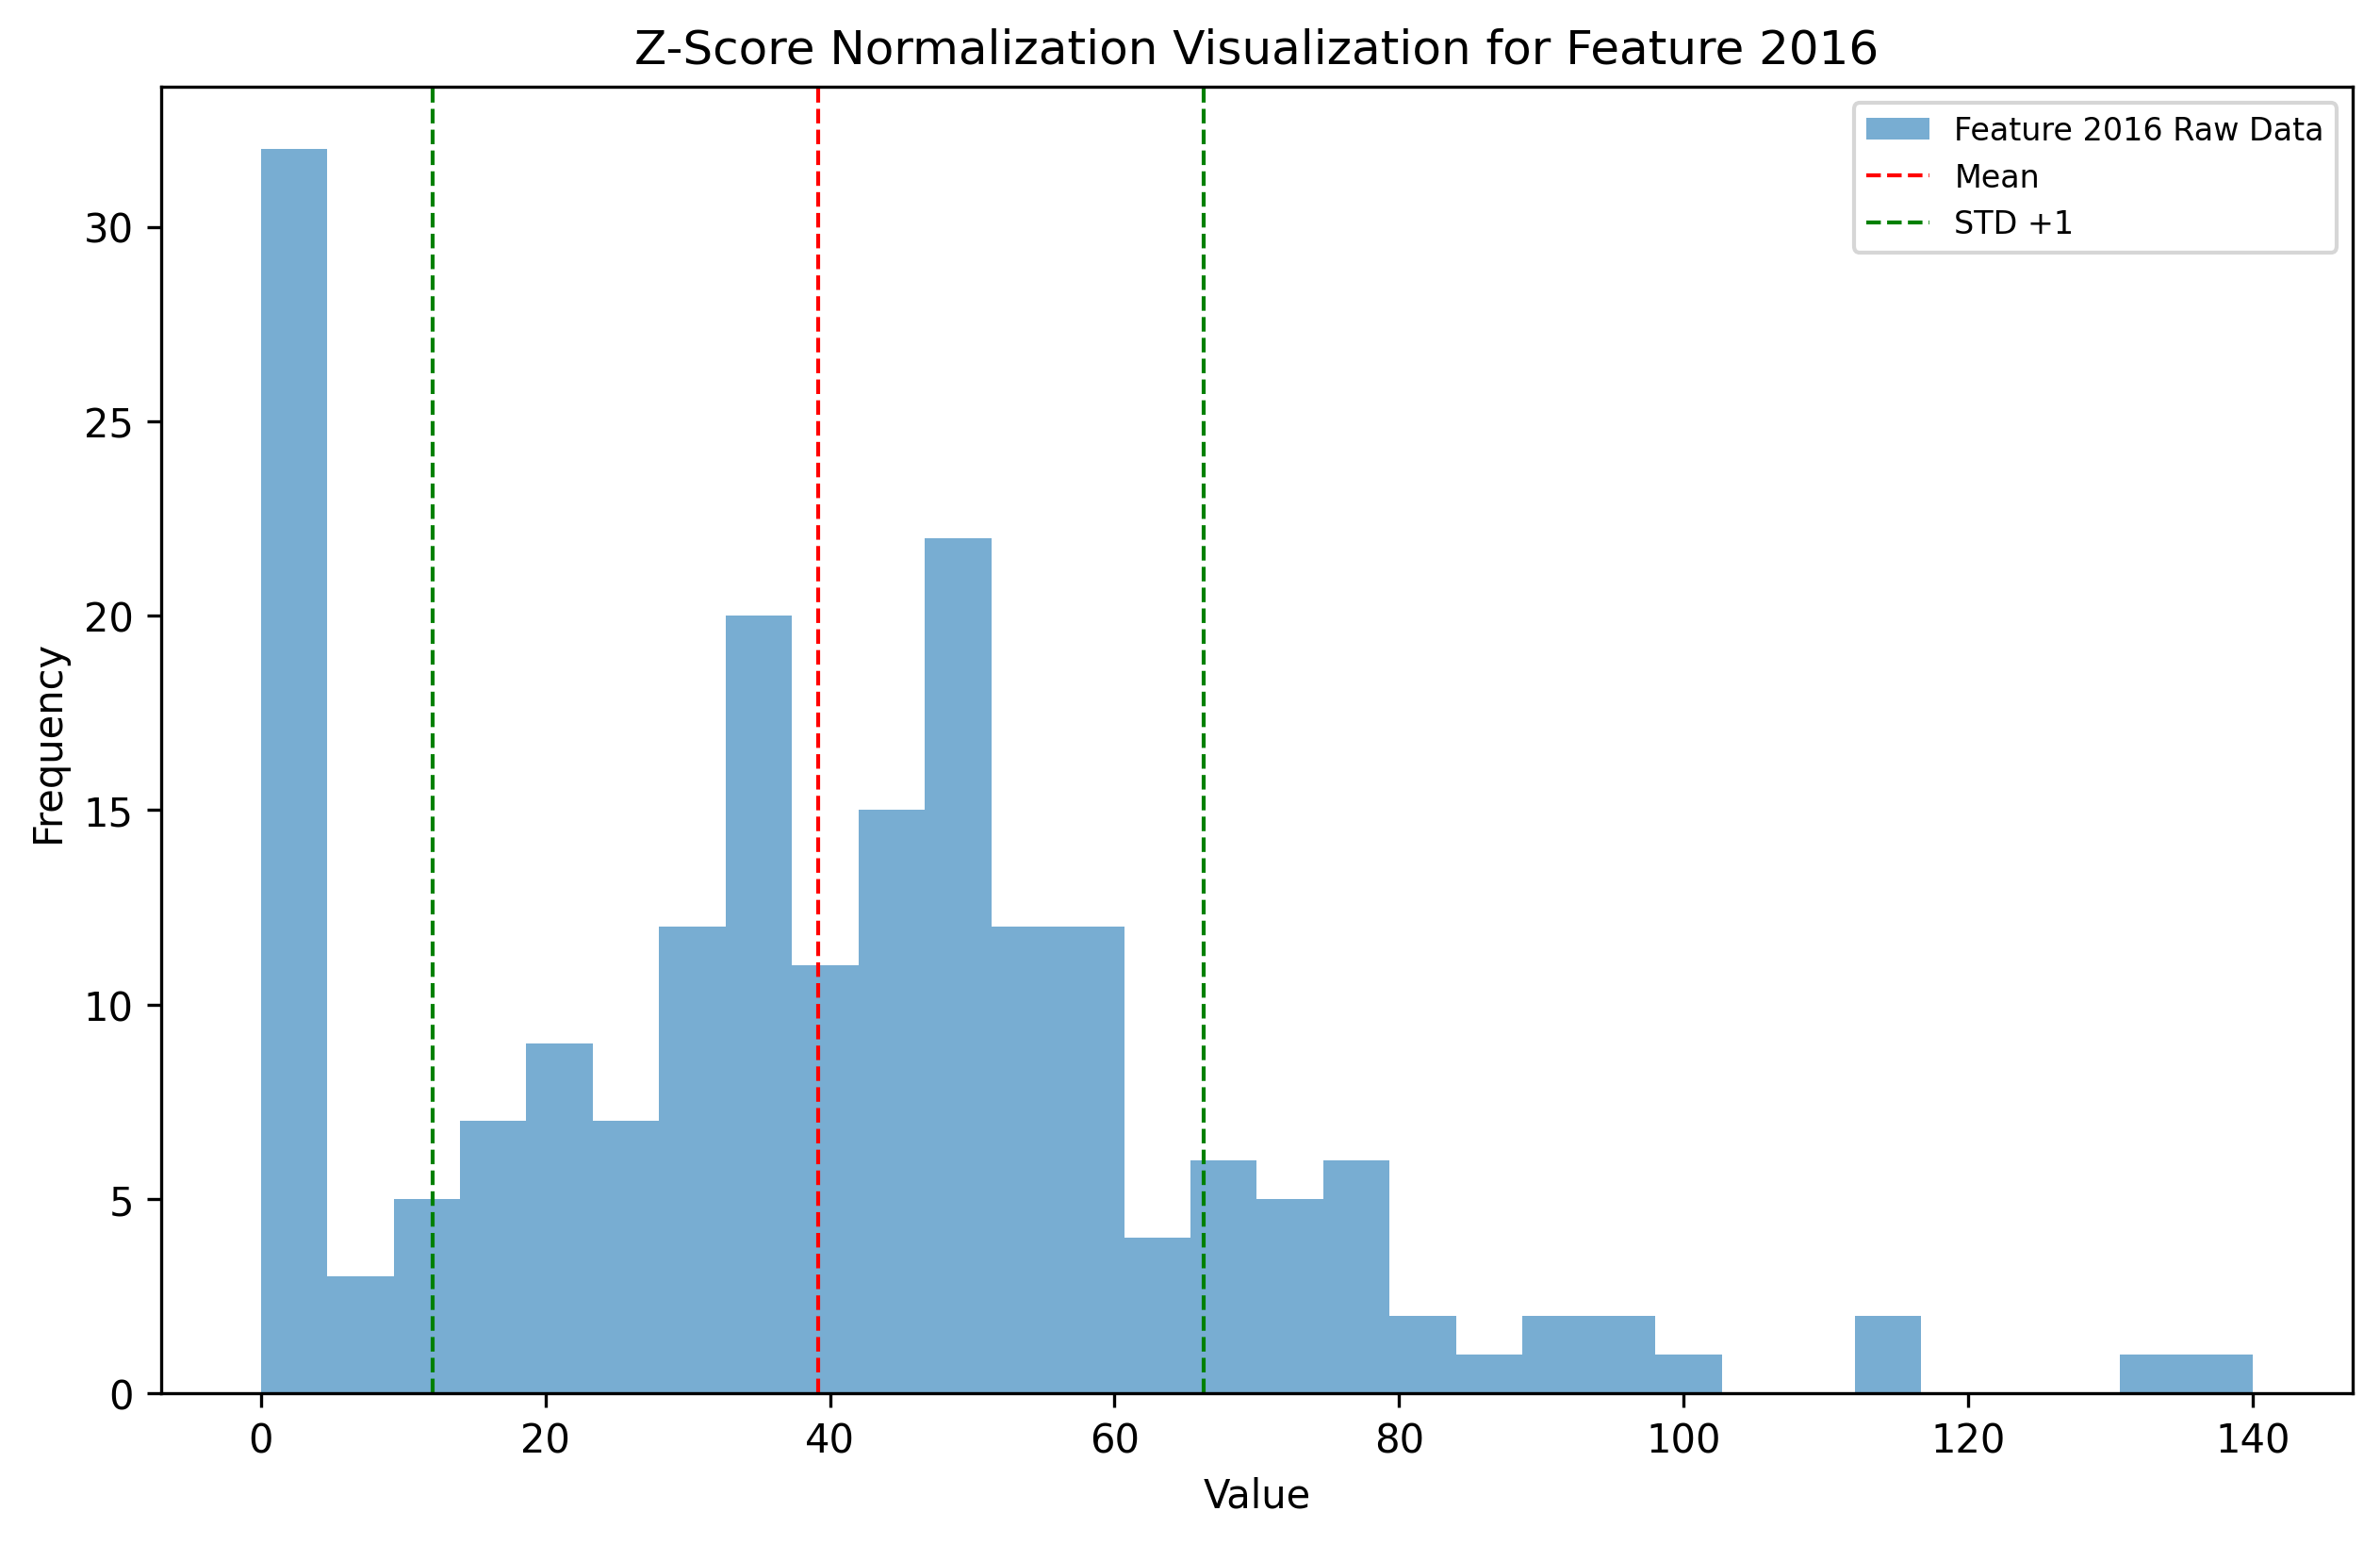 Z-Score Normalization Visualization for Feature 2016
Feature 2016 Raw Data
Mean
STD +1
Frequency
30
25
20
15
10
5
0
0 20 40 60 80 100 120 140
Value